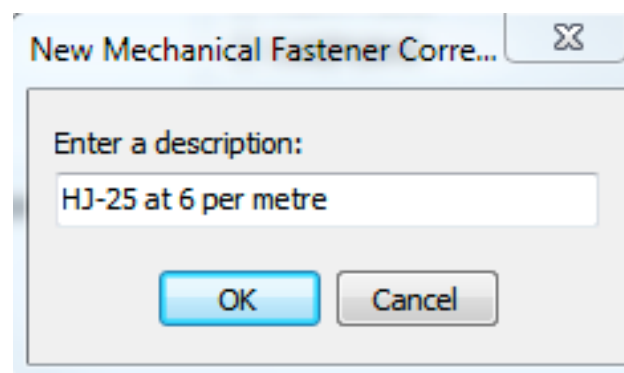 New Mechanical Fastener Corre...
Enter a description:
HJ-25 at 6 per metre
OK Cancel